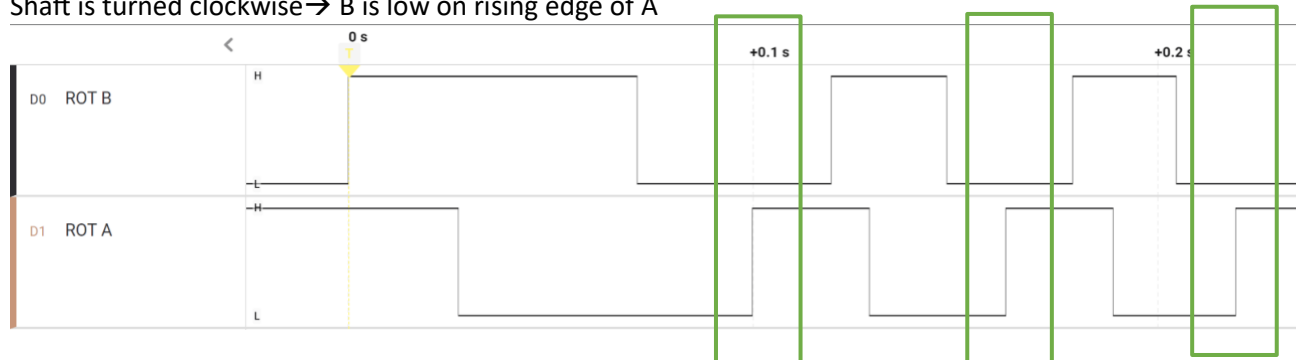 Shaft is turned clockwise→ B is low on rising edge of A
0 s
T
+0.1 s
+0.2 s
D0 ROT B
H
L
D1 ROT A
H
L